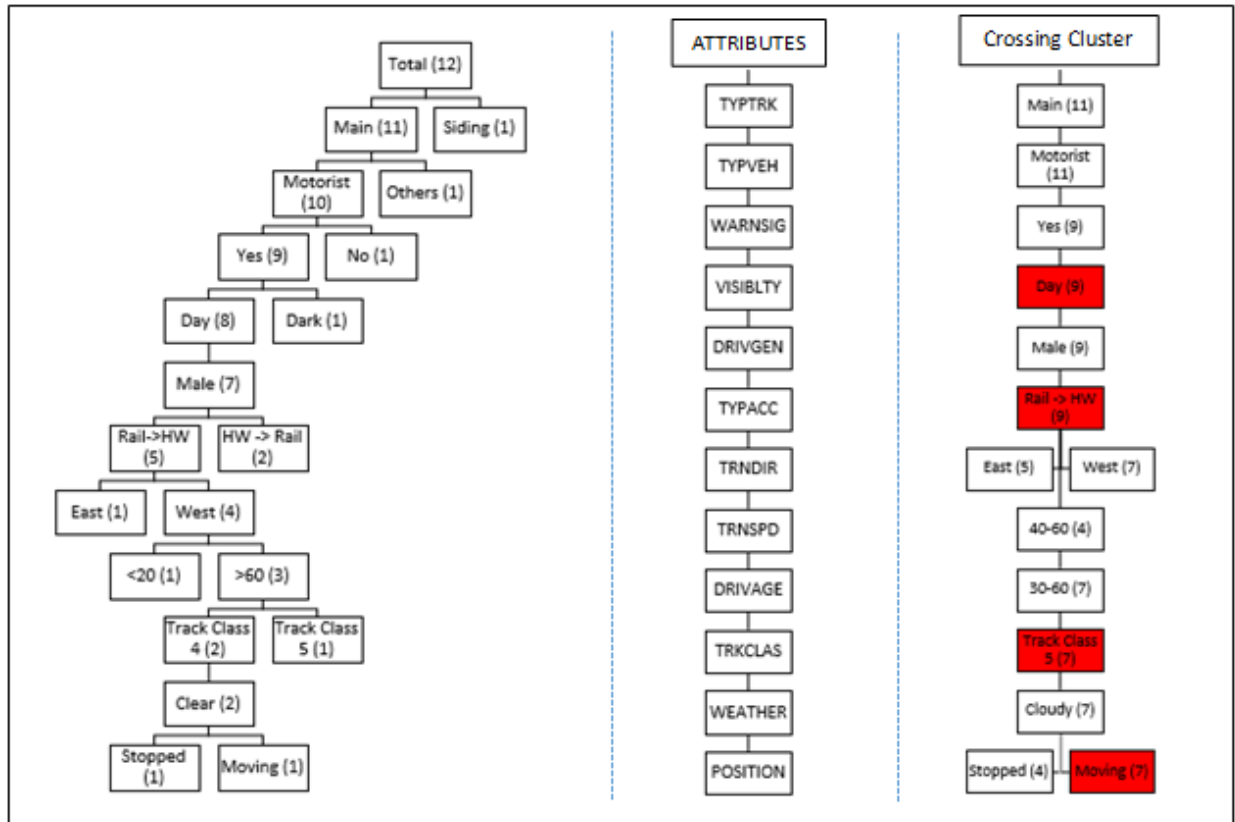 Total (12)
Main (11)
Siding (1)
Motorist
(10)
Others (1)
Yes (9)
No (1)
Day (8)
Dark (1)
Male (7)
Rail->HW
(5)
HW -> Rail
(2)
East (1)
West (4)
<20 (1)
>60 (3)
Track Class
4 (2)
Track Class
5 (1)
Clear (2)
Stopped
(1)
Moving (1)
ATTRIBUTES
TYPTRK
TYPVEH
WARNSIG
VISIBLTY
DRIVGEN
TYPACC
TRNDIR
TRNSPD
DRIVAGE
TRKCLAS
WEATHER
POSITION
Crossing Cluster
Main (11)
Motorist
(11)
Yes (9)
Day (9)
Male (9)
Rail -> HW
(9)
East (5)
West (7)
40-60 (4)
30-60 (7)
Track Class
5 (7)
Cloudy (7)
Stopped (4)
Moving (7)